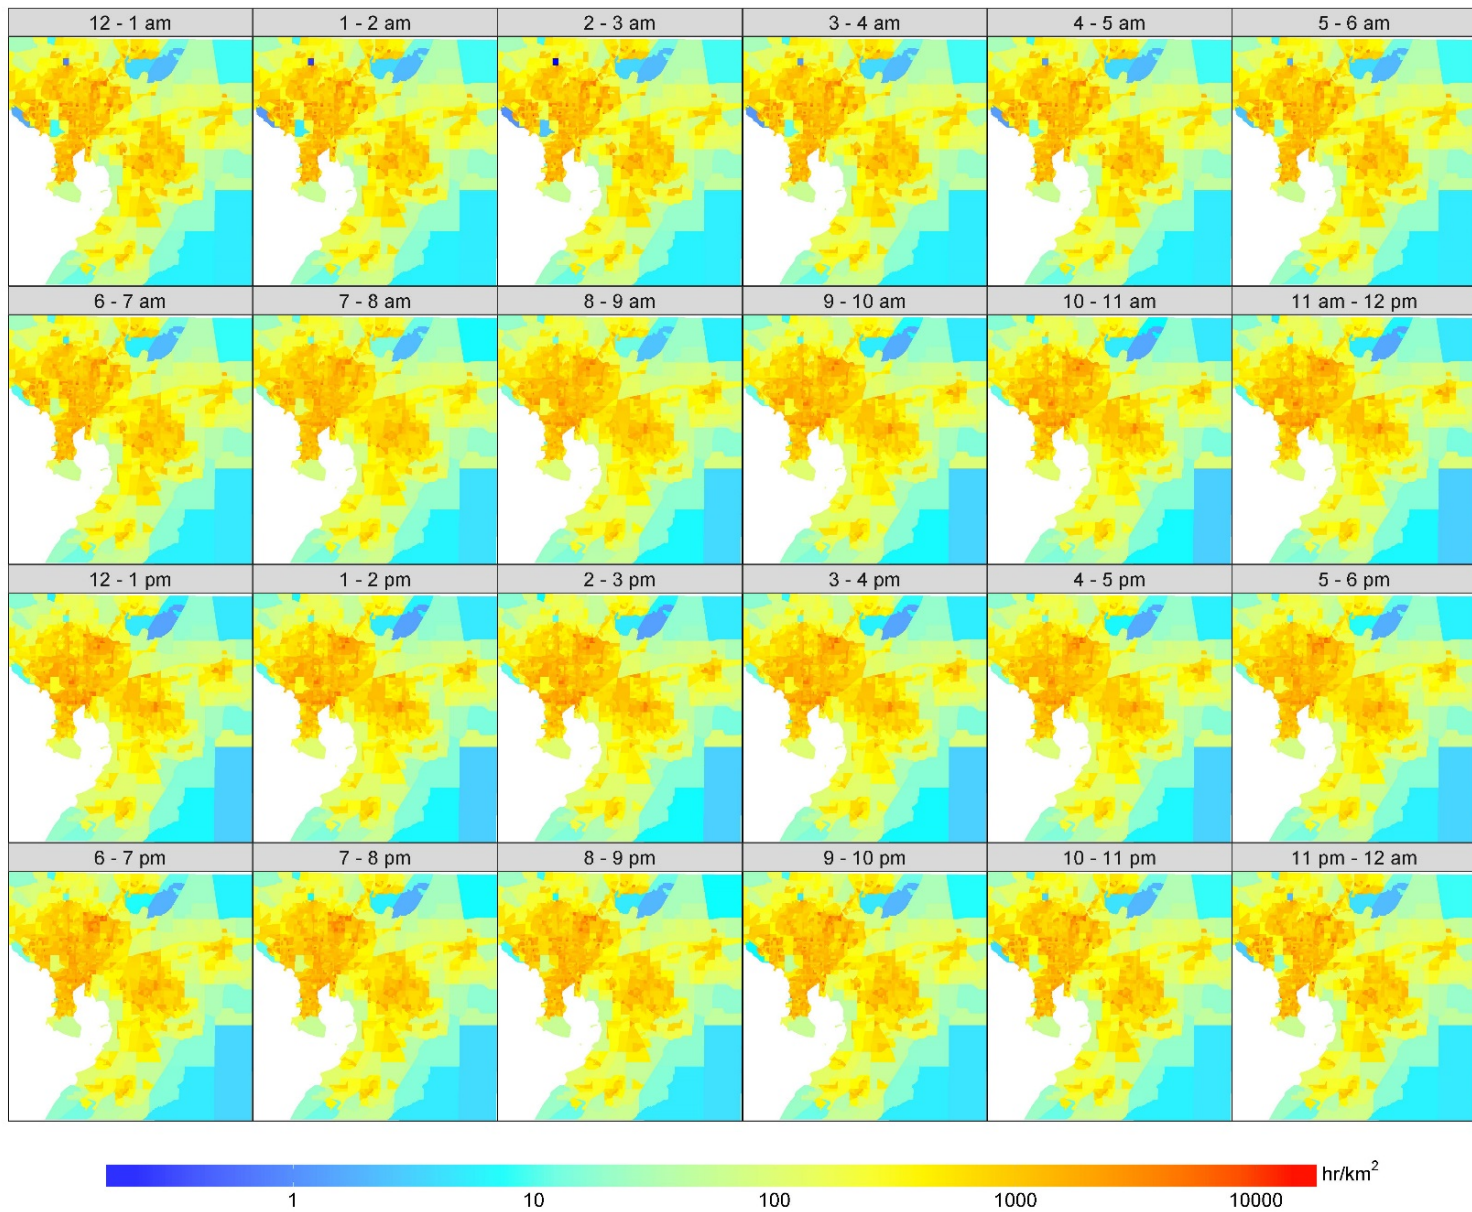 12 - 1 am 1 - 2 am 2 - 3 am 3 - 4 am 4 - 5 am 5 - 6 am
6 - 7 am 7 - 8 am 8 - 9 am 9 - 10 am 10 - 11 am 11 am - 12 pm
12 - 1 pm 1 - 2 pm 2 - 3 pm 3 - 4 pm 4 - 5 pm 5 - 6 pm
6 - 7 pm 7 - 8 pm 8 - 9 pm 9 - 10 pm 10 - 11 pm 11 pm - 12 am
hr/km²
1 10 100 1000 10000